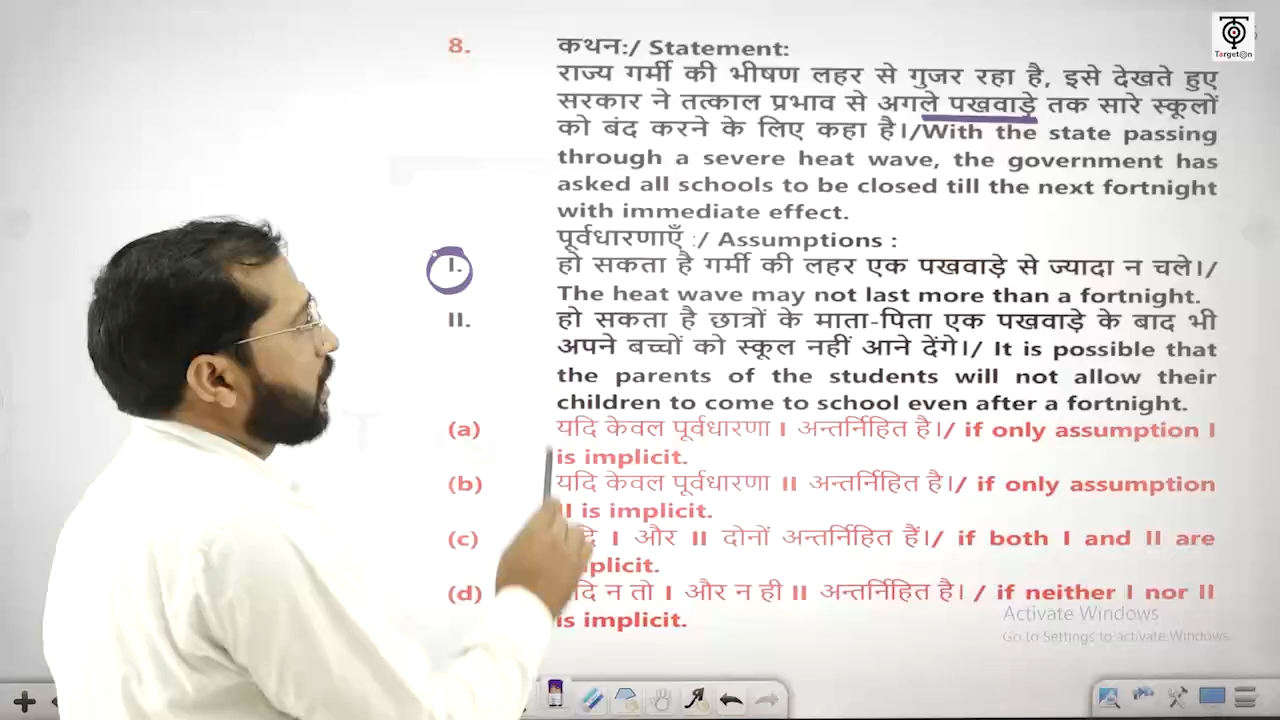 Target@n
8. कथन:/ Statement:
राज्य गर्मी की भीषण लहर से गुजर रहा है, इसे देखते हुए
सरकार ने तत्काल प्रभाव से अगले पखवाड़े तक सारे स्कूलों
को बंद करने के लिए कहा है।/With the state passing
through a severe heat wave, the government has
asked all schools to be closed till the next fortnight
with immediate effect.
पूर्वधारणाएँ :/ Assumptions :
I. हो सकता है गर्मी की लहर एक पखवाड़े से ज्यादा न चले।/
The heat wave may not last more than a fortnight.
II. हो सकता है छात्रों के माता-पिता एक पखवाड़े के बाद भी
अपने बच्चों को स्कूल नहीं आने देंगे।/ It is possible that
the parents of the students will not allow their
children to come to school even after a fortnight.
(a) यदि केवल पूर्वधारणा I अन्तर्निहित है।/ if only assumption I
is implicit.
(b) यदि केवल पूर्वधारणा II अन्तर्निहित है।/ if only assumption
II is implicit.
(c) I और II दोनों अन्तर्निहित हैं।/ if both I and II are
(d) न तो I और न ही II अन्तर्निहित है। / if neither I nor II
is implicit.
Activate Windows
Go to Settings to activate Windows.